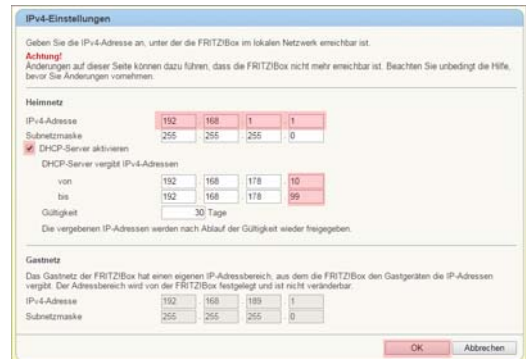 IPv4-Einstellungen
Geben Sie die IPv4-Adresse an, unter der die FRITZ!Box im lokalen Netzwerk erreichbar ist.
Achtung!
Änderungen auf dieser Seite können dazu führen, dass die FRITZ!Box nicht mehr erreichbar ist. Beachten Sie unbedingt die Hilfe,
bevor Sie Änderungen vornehmen.
Heimnetz
IPv4-Adresse 192 . 168 . 1 . 1
Subnetzmaske 255 . 255 . 255 . 0
DHCP-Server aktivieren
DHCP-Server vergibt IPv4-Adressen
von 192 . 168 . 178 . 10
bis 192 . 168 . 178 . 99
Gültigkeit 30 Tage
Die vergebenen IP-Adressen werden nach Ablauf der Gültigkeit wieder freigegeben.
Gastnetz
Das Gastnetz der FRITZ!Box hat einen eigenen IP-Adressbereich, aus dem die FRITZ!Box den Gastgeräten die IP-Adressen
vergibt. Der Adressbereich wird von der FRITZ!Box festgelegt und ist nicht veränderbar.
IPv4-Adresse 192 . 168 . 189 . 1
Subnetzmaske 255 . 255 . 255 . 0
OK Abbrechen